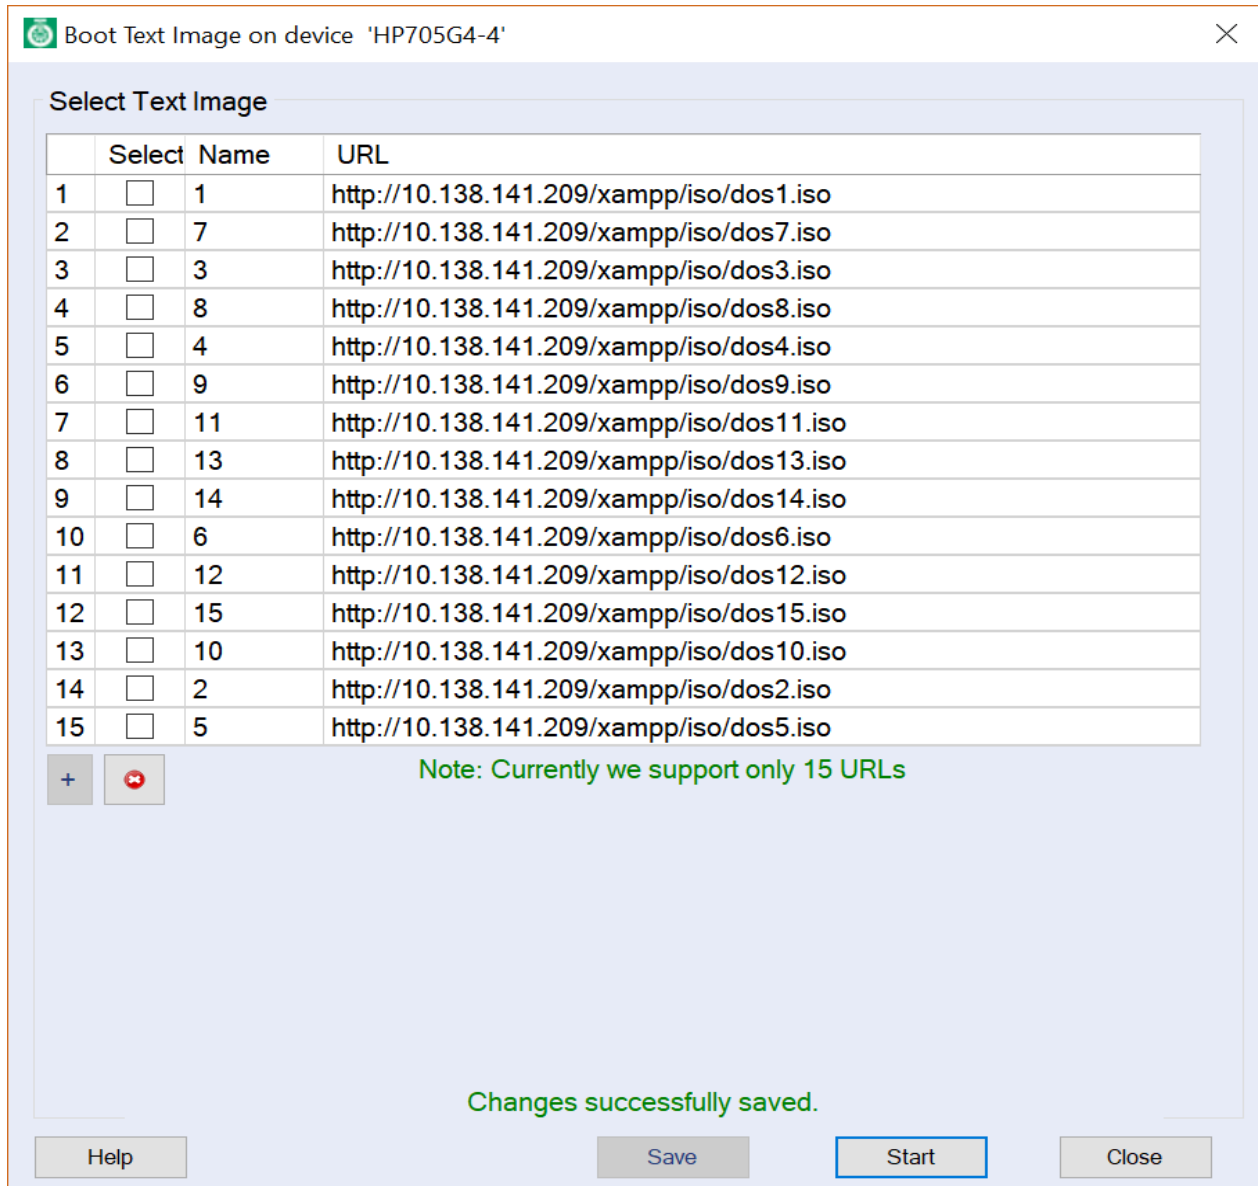 Boot Text Image on device 'HP705G4-4'
Select Text Image
Select Name URL
1 1 http://10.138.141.209/xampp/iso/dos1.iso
2 7 http://10.138.141.209/xampp/iso/dos7.iso
3 3 http://10.138.141.209/xampp/iso/dos3.iso
4 8 http://10.138.141.209/xampp/iso/dos8.iso
5 4 http://10.138.141.209/xampp/iso/dos4.iso
6 9 http://10.138.141.209/xampp/iso/dos9.iso
7 11 http://10.138.141.209/xampp/iso/dos11.iso
8 13 http://10.138.141.209/xampp/iso/dos13.iso
9 14 http://10.138.141.209/xampp/iso/dos14.iso
10 6 http://10.138.141.209/xampp/iso/dos6.iso
11 12 http://10.138.141.209/xampp/iso/dos12.iso
12 15 http://10.138.141.209/xampp/iso/dos15.iso
13 10 http://10.138.141.209/xampp/iso/dos10.iso
14 2 http://10.138.141.209/xampp/iso/dos2.iso
15 5 http://10.138.141.209/xampp/iso/dos5.iso
+ Note: Currently we support only 15 URLs
Changes successfully saved.
Help Save Start Close